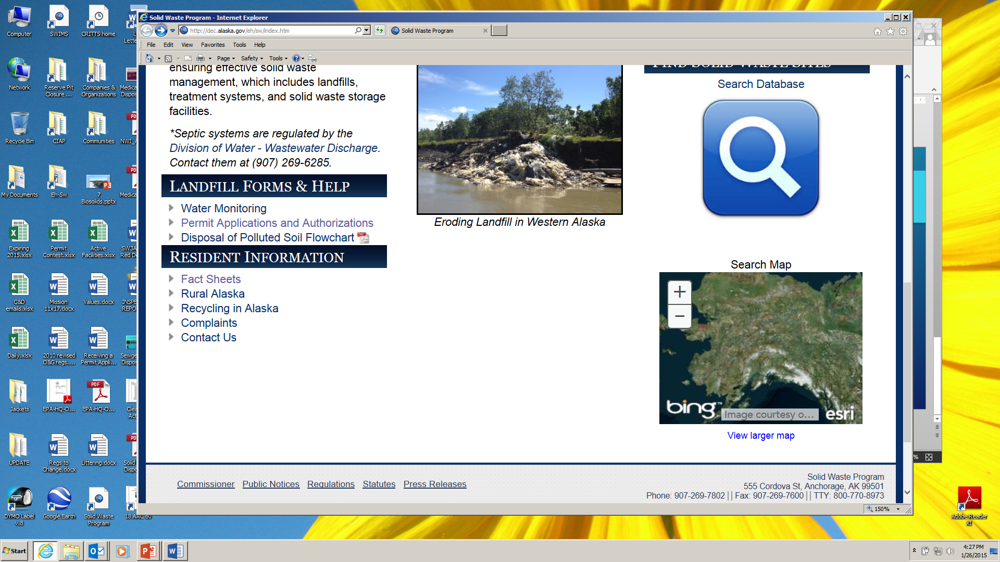 Solid Waste Program - Internet Explorer
http://dec.alaska.gov/eh/sw/index.htm
Solid Waste Program
File Edit View Favorites Tools Help
Page Safety Tools
ensuring effective solid waste
management, which includes landfills,
treatment systems, and solid waste storage
facilities.
*Septic systems are regulated by the
Division of Water - Wastewater Discharge.
Contact them at (907) 269-6285.
LANDFILL FORMS & HELP
Water Monitoring
Permit Applications and Authorizations
Disposal of Polluted Soil Flowchart
RESIDENT INFORMATION
Fact Sheets
Rural Alaska
Recycling in Alaska
Complaints
Contact Us
Eroding Landfill in Western Alaska
FIND SOLID WASTE SITES
Search Database
Search Map
+
−
bing™
Image courtesy o...
esri
View larger map
Commissioner Public Notices Regulations Statutes Press Releases
Solid Waste Program
555 Cordova St, Anchorage, AK 99501
Phone: 907-269-7802 || Fax: 907-269-7600 || TTY: 800-770-8973
150%
%
Computer
SWIMS
CRITTS home
Network
Reserve Pit
Closure ...
Companies &
Organizations
Medica
Dispos
Recycle Bin
CIAP
Communities
PD
NWI_A
My Documents
Eh-Sw
7
Biosolids.pptx
PD
Medica
Expiring
2015.xlsx
Permit
Contest.xlsx
Active
Facilities.xlsx
SW3A
Red D
C&D
emails.xlsx
Mission
11x17.docx
Values.docx
INSPE
REPO
Daily.xlsx
2010 revised
O&G regs....
Receiving a
Permit Appli...
Sewge
Dispos
Jackets
EPA-HQ-O...
PDF
EPA-HQ-O...
Clea
Act
UPDATE
Regs to
Change.docx
Littering.docx
PD
Solid
Dispo
DYMO Label
v.8
Google Earth
Solid Waste
Program
18 AAC 60
Adobe Reader
XI
Start
4:27 PM
1/26/2015